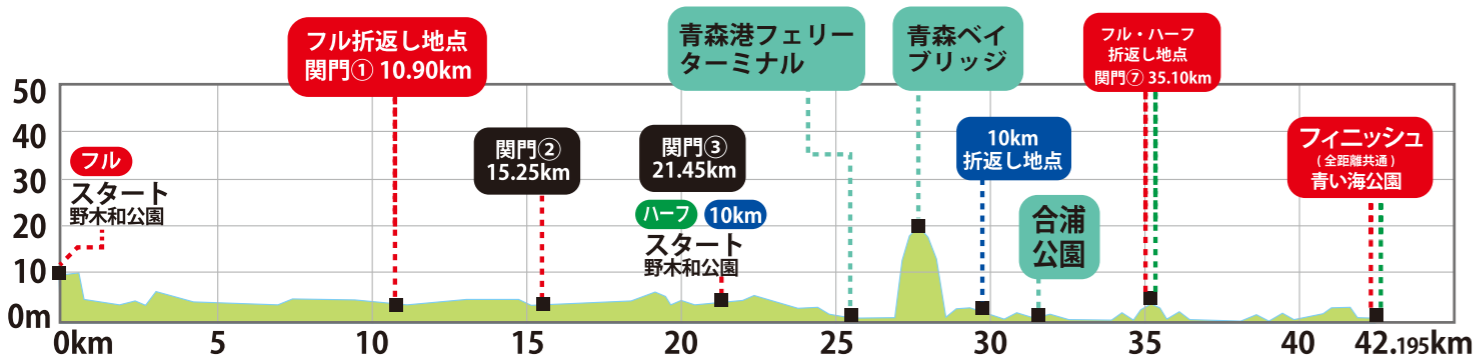 フル折返し地点
関門① 10.90km
青森港フェリー
ターミナル
青森ベイ
ブリッジ
フル・ハーフ
折返し地点
関門⑦ 35.10km
50
40
30
20
10
0m
フル
スタート
野木和公園
関門②
15.25km
関門③
21.45km
ハーフ
10km
スタート
野木和公園
10km
折返し地点
合浦
公園
フィニッシュ
(全距離共通)
青い海公園
0km
5
10
15
20
25
30
35
40
42.195km